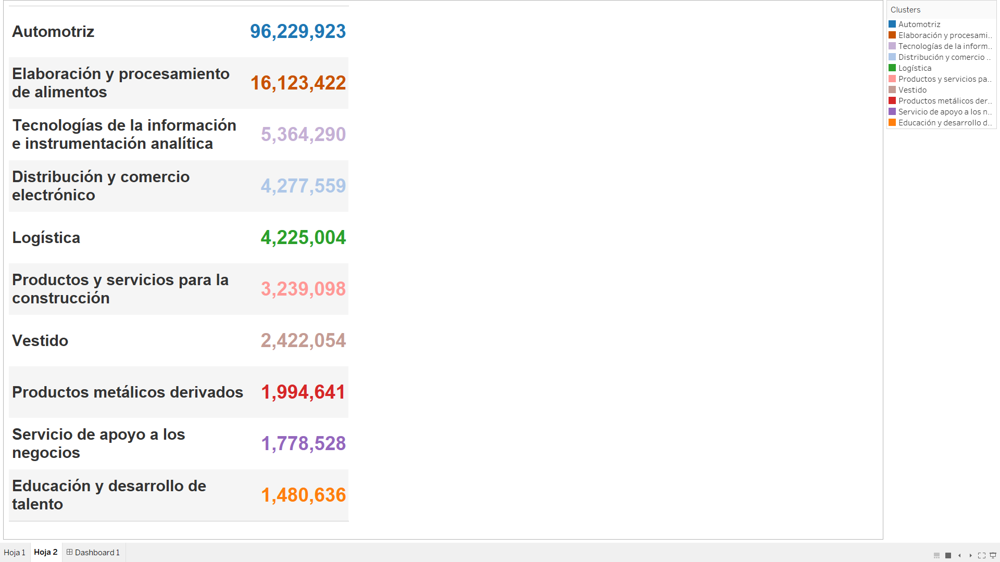 Automotriz 96,229,923
Elaboración y procesamiento
de alimentos 16,123,422
Tecnologías de la información
e instrumentación analítica 5,364,290
Distribución y comercio
electrónico 4,277,559
Logística 4,225,004
Productos y servicios para la
construcción 3,239,098
Vestido 2,422,054
Productos metálicos derivados 1,994,641
Servicio de apoyo a los
negocios 1,778,528
Educación y desarrollo de
talento 1,480,636
Clusters
Automotriz
Elaboración y procesami..
Tecnologías de la inform..
Distribución y comercio ..
Logística
Productos y servicios pa..
Vestido
Productos metálicos der..
Servicio de apoyo a los n..
Educación y desarrollo d..
Hoja 1 Hoja 2 Dashboard 1